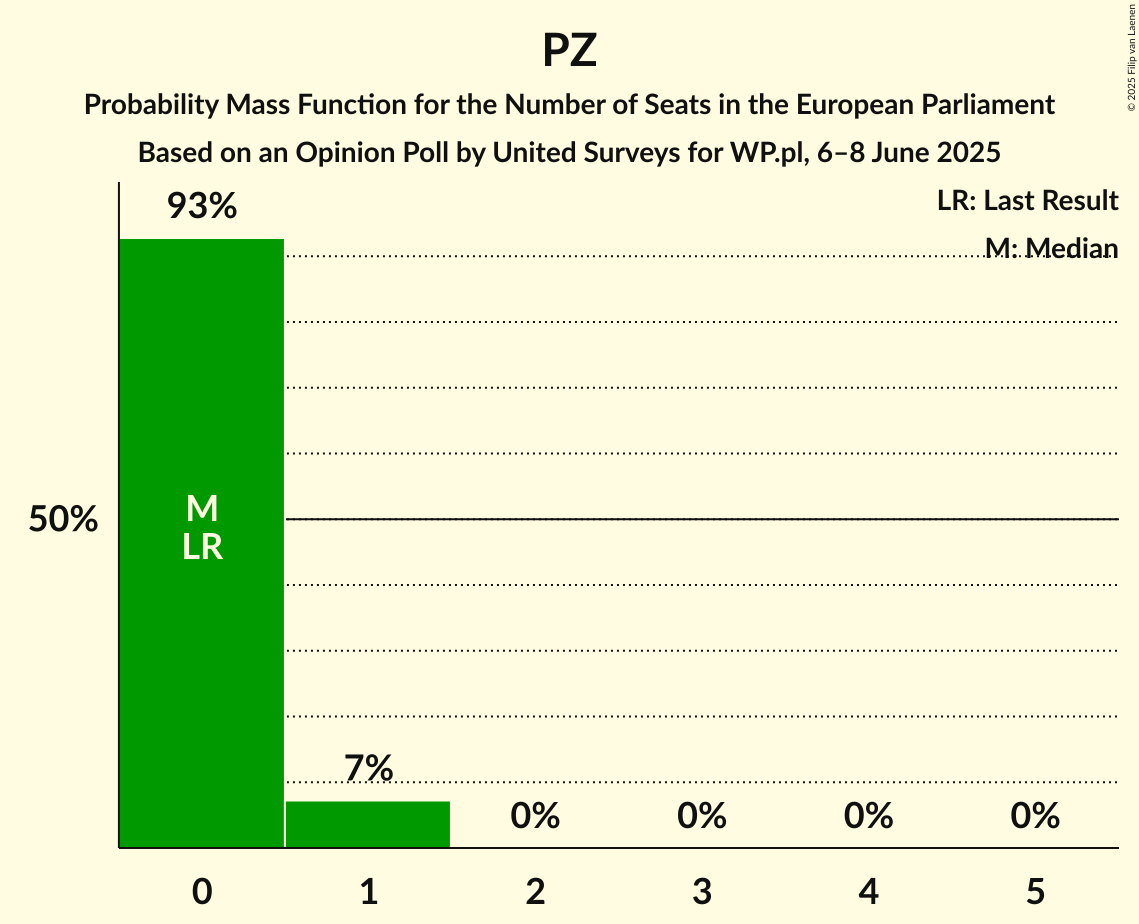 PZ
Probability Mass Function for the Number of Seats in the European Parliament
Based on an Opinion Poll by United Surveys for WP.pl, 6–8 June 2025
© 2025 Filip van Laenen
LR: Last Result
M: Median
93%
M
LR
50%
7%
0%
0%
0%
0%
0
1
2
3
4
5